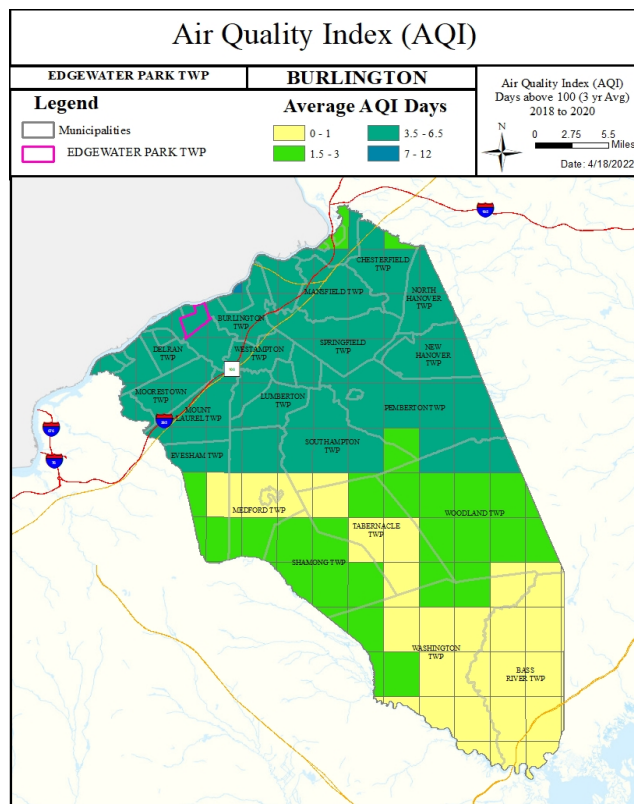 Air Quality Index (AQI)
EDGEWATER PARK TWP
BURLINGTON
Legend
Municipalities
EDGEWATER PARK TWP
Average AQI Days
0 - 1
3.5 - 6.5
1.5 - 3
7 - 12
Air Quality Index (AQI)
Days above 100 (3 yr Avg)
2018 to 2020
N
0 2.75 5.5
Miles
Date: 4/18/2022
CHESTERFIELD
TWP
MANSFIELD TWP
NORTH
HANOVER
TWP
BURLINGTON
TWP
SPRINGFIELD
TWP
NEW
HANOVER
TWP
DELRAN
TWP
WESTAMPTON
TWP
MOORESTOWN
TWP
LUMBERTON
TWP
MOUNT
LAUREL TWP
PEMBERTON TWP
SOUTHAMPTON
TWP
EVESHAM TWP
MEDFORD TWP
WOODLAND TWP
TABERNACLE
TWP
SHAMONG TWP
WASHINGTON
TWP
BASS
RIVER TWP